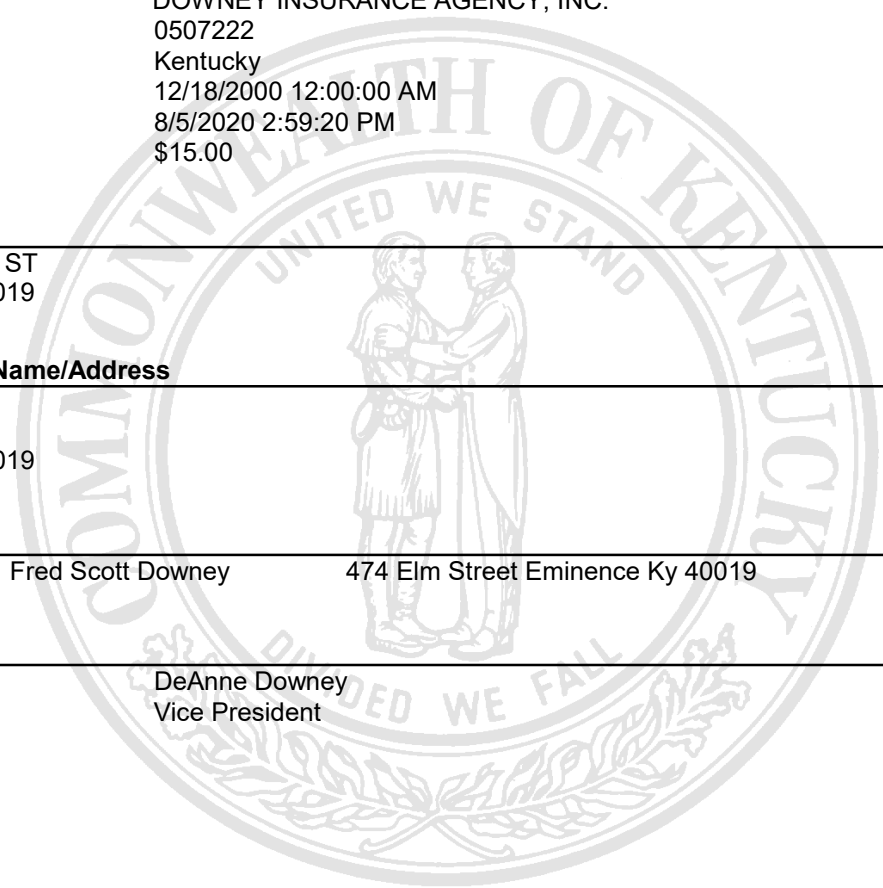 DOWNEY INSURANCE AGENCY, INC.
0507222
Kentucky
12/18/2000 12:00:00 AM
8/5/2020 2:59:20 PM
$15.00
ST
019
Name/Address
019
Fred Scott Downey 474 Elm Street Eminence Ky 40019
DeAnne Downey
Vice President
COMMONWEALTH OF KENTUCKY
UNITED WE STAND
DIVIDED WE FALL